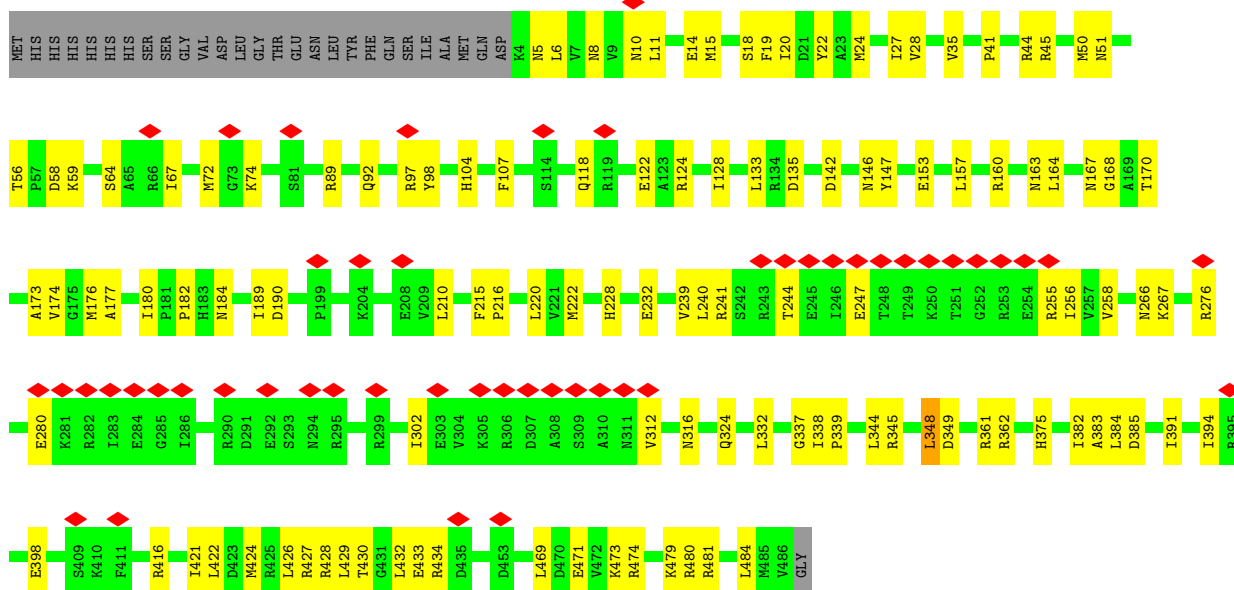 MET HIS HIS HIS HIS HIS HIS SER SER GLY VAL ASP LEU GLY THR GLU ASN LEU TYR PHE GLN SER ILE ALA MET GLN ASP K4 N5 L6 V7 N8 V9 N10 L11 E14 M15 S18 F19 I20 D21 Y22 A23 M24 I27 V28 V35 P41 R44 R45 M50 N51
T56 P57 D58 K59 S64 A65 R66 I67 M72 G73 K74 S81 R89 Q92 R97 Y98 H104 F107 S114 Q118 R119 E122 A123 R124 I128 L133 R134 D135 D142 N146 Y147 E153 L157 R160 N163 L164 N167 G168 A169 T170
A173 V174 G175 M176 A177 I180 P181 P182 H183 N184 I189 D190 P199 K204 E208 V209 L210 F215 P216 L220 V221 M222 H228 E232 V239 L240 R241 S242 R243 T244 E245 I246 E247 T248 T249 K250 T251 G252 R253 E254 R255 I256 V257 V258 N266 K267 R276
E280 K281 R282 I283 E284 G285 I286 R290 D291 E292 S293 N294 R295 R299 I302 E303 V304 K305 R306 D307 A308 S309 A310 N311 V312 N316 Q324 L332 G337 I338 P339 L344 R345 L348 D349 R361 R362 H375 I382 A383 L384 D385 I391 I394 R395
E398 S409 K410 F411 R416 I421 L422 D423 M424 R425 L426 R427 R428 L429 T430 G431 L432 E433 R434 D435 D453 L469 D470 E471 V472 K473 R474 K479 R480 R481 L484 M485 V486 GLY